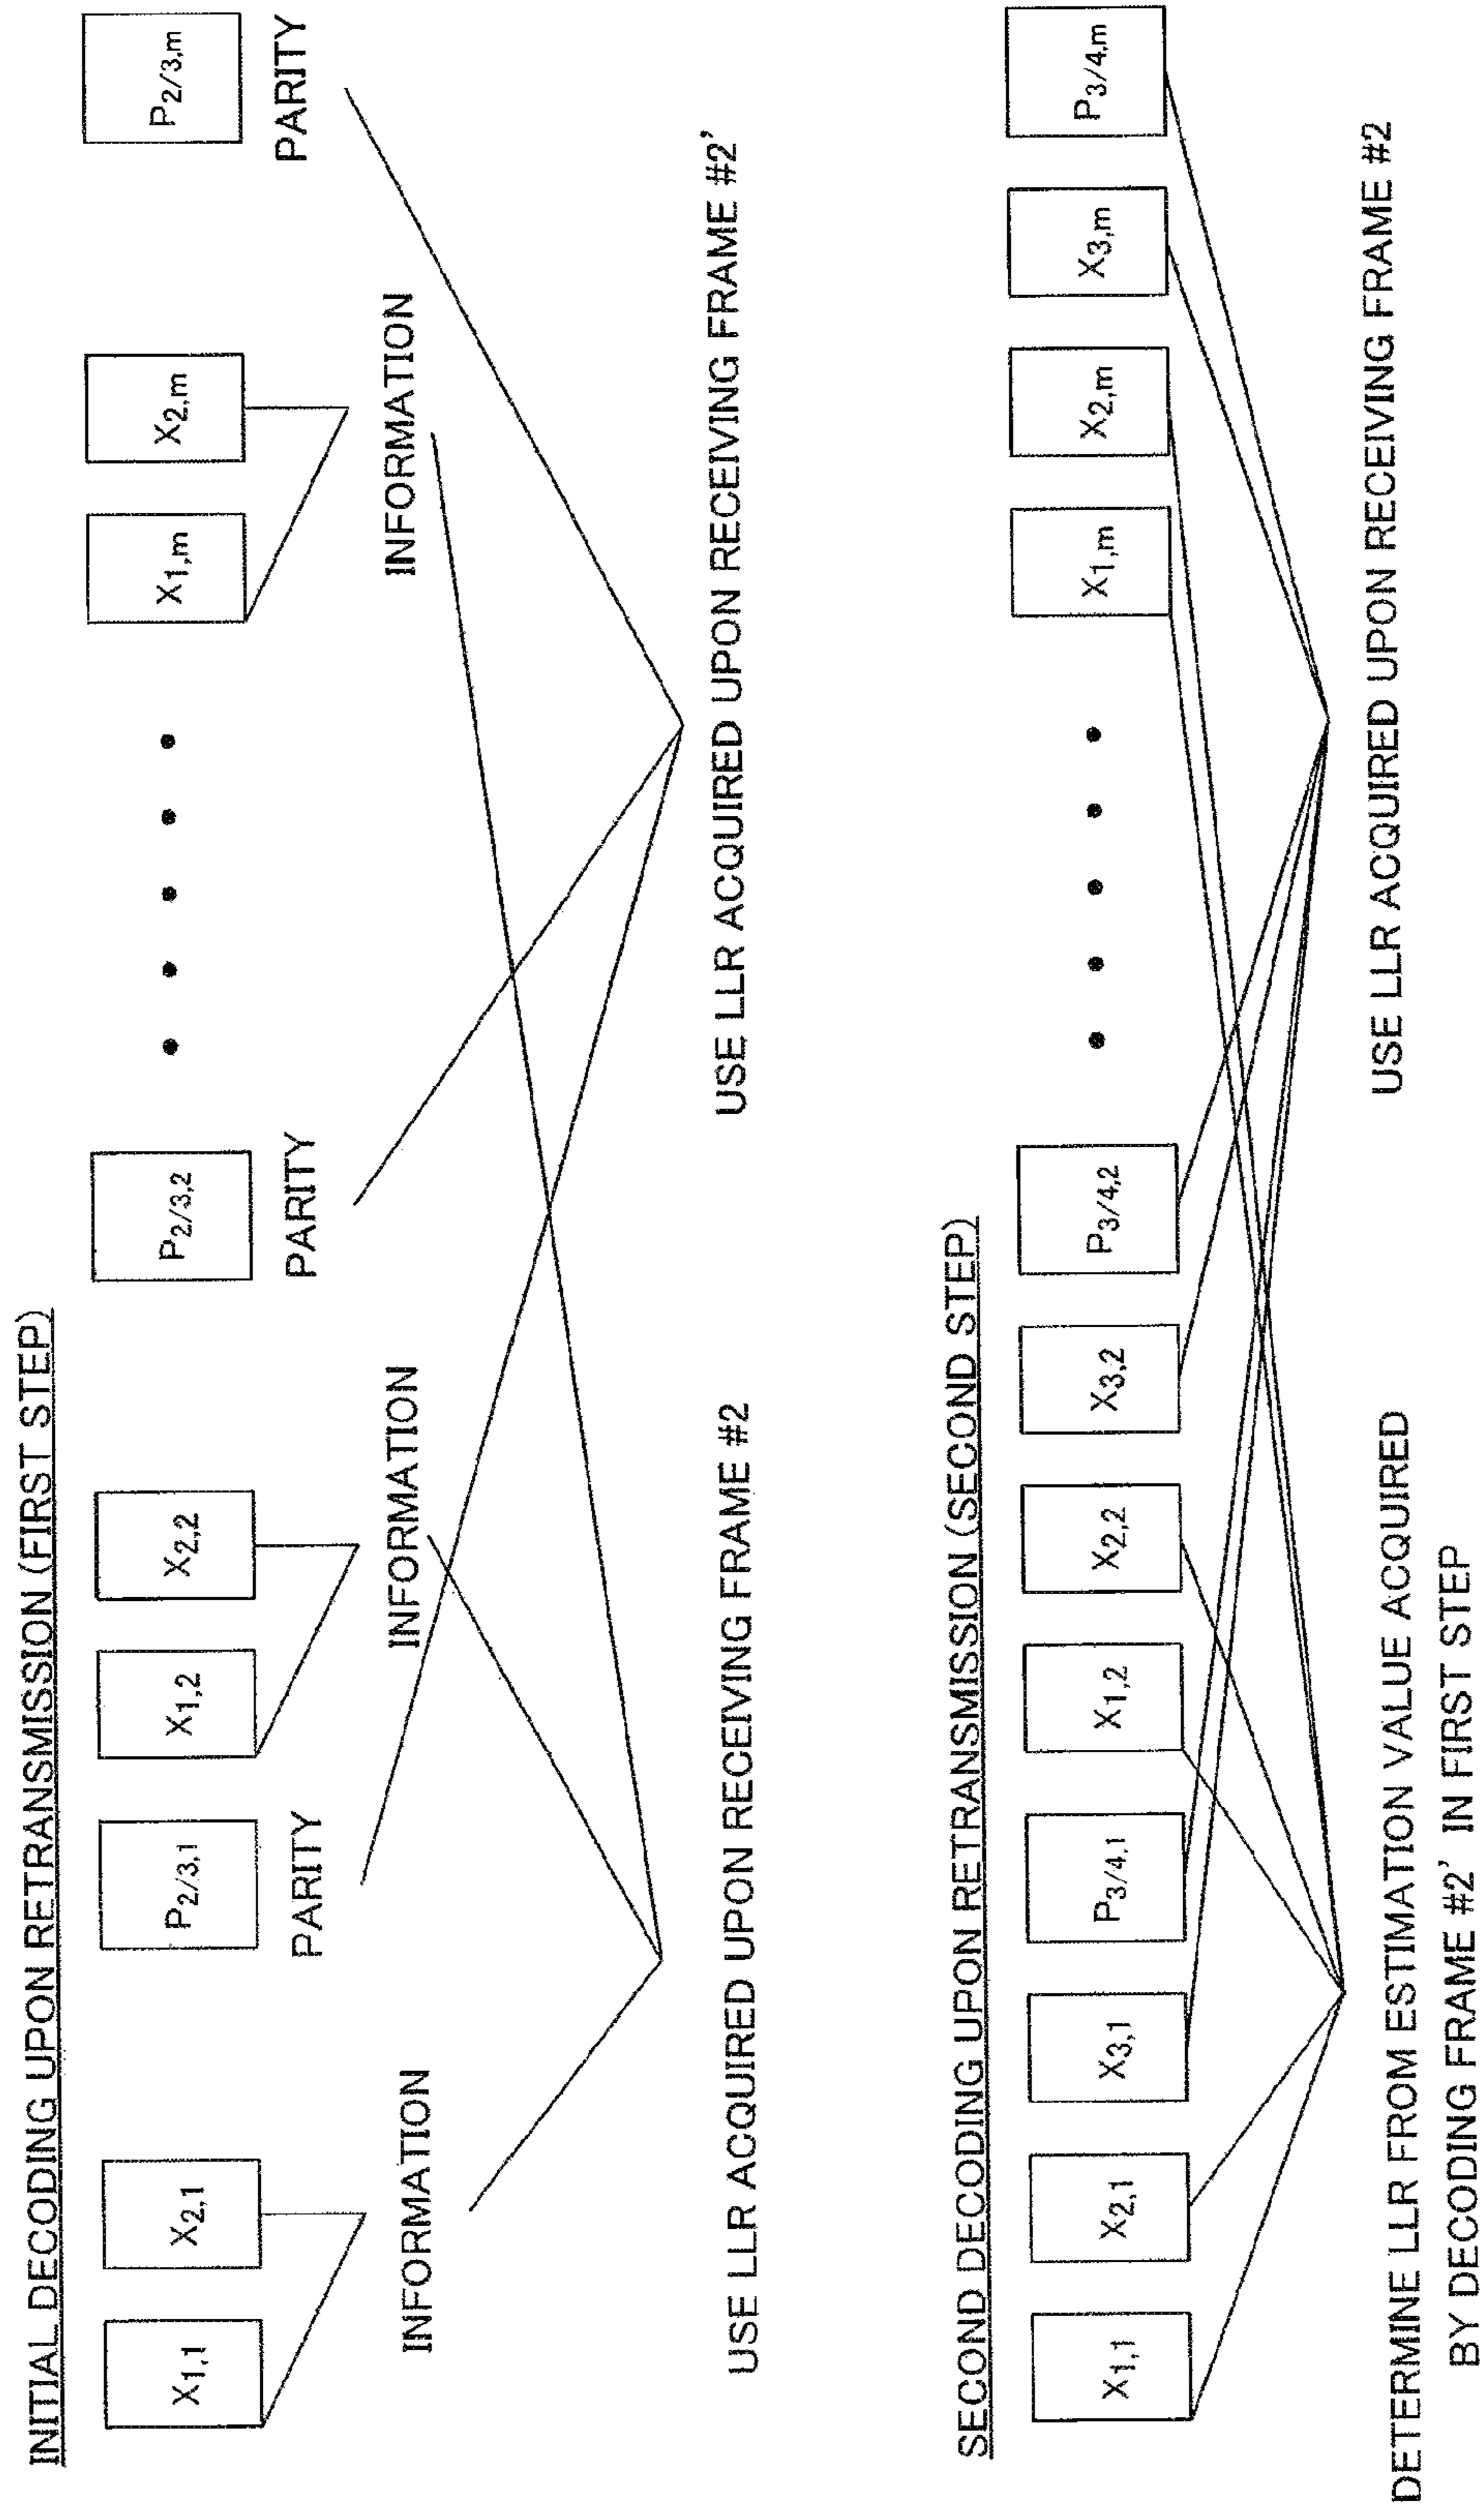 INITIAL DECODING UPON RETRANSMISSION (FIRST STEP)
X1,1 X2,1 P2/3,1 X1,2 X2,2 P2/3,2 X1,m X2,m P2/3,m
INFORMATION PARITY INFORMATION PARITY INFORMATION PARITY
USE LLR ACQUIRED UPON RECEIVING FRAME #2
USE LLR ACQUIRED UPON RECEIVING FRAME #2'
SECOND DECODING UPON RETRANSMISSION (SECOND STEP)
X1,1 X2,1 X3,1 P3/4,1 X1,2 X2,2 X3,2 P3/4,2 X1,m X2,m X3,m P3/4,m
DETERMINE LLR FROM ESTIMATION VALUE ACQUIRED
BY DECODING FRAME #2' IN FIRST STEP
USE LLR ACQUIRED UPON RECEIVING FRAME #2